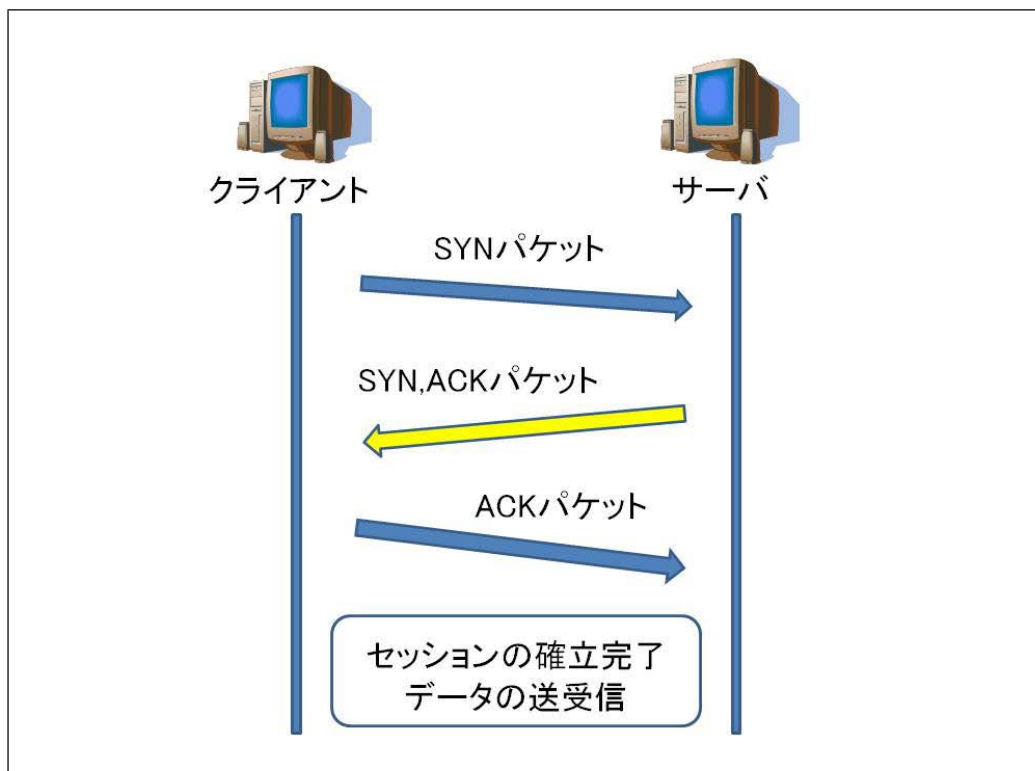 クライアント
サーバ
SYNパケット
SYN,ACKパケット
ACKパケット
セッションの確立完了
データの送受信